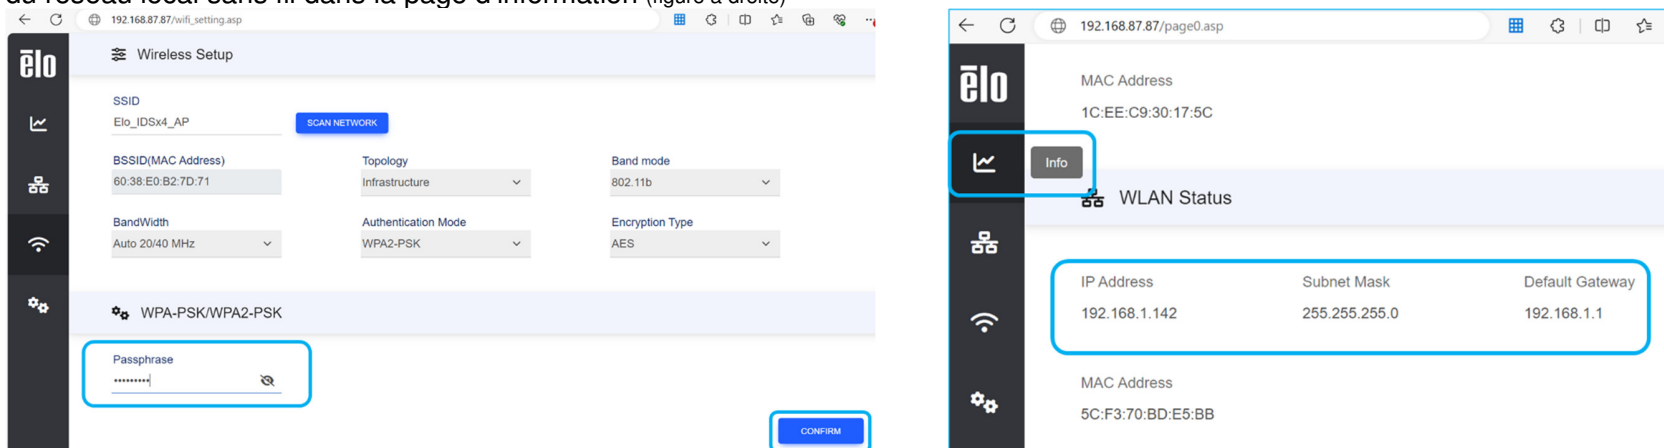 du réseau local sans fil dans la page d'information (figure à droite)
192.168.87.87/wifi_setting.asp
ēlo
Wireless Setup
SSID
Elo_IDSx4_AP
SCAN NETWORK
BSSID(MAC Address)
Topology
Band mode
60:38:E0:B2:7D:71
Infrastructure
802.11b
BandWidth
Authentication Mode
Encryption Type
Auto 20/40 MHz
WPA2-PSK
AES
WPA-PSK/WPA2-PSK
Passphrase
•••••••••
CONFIRM
192.168.87.87/page0.asp
ēlo
MAC Address
1C:EE:C9:30:17:5C
Info
WLAN Status
IP Address
Subnet Mask
Default Gateway
192.168.1.142
255.255.255.0
192.168.1.1
MAC Address
5C:F3:70:BD:E5:BB